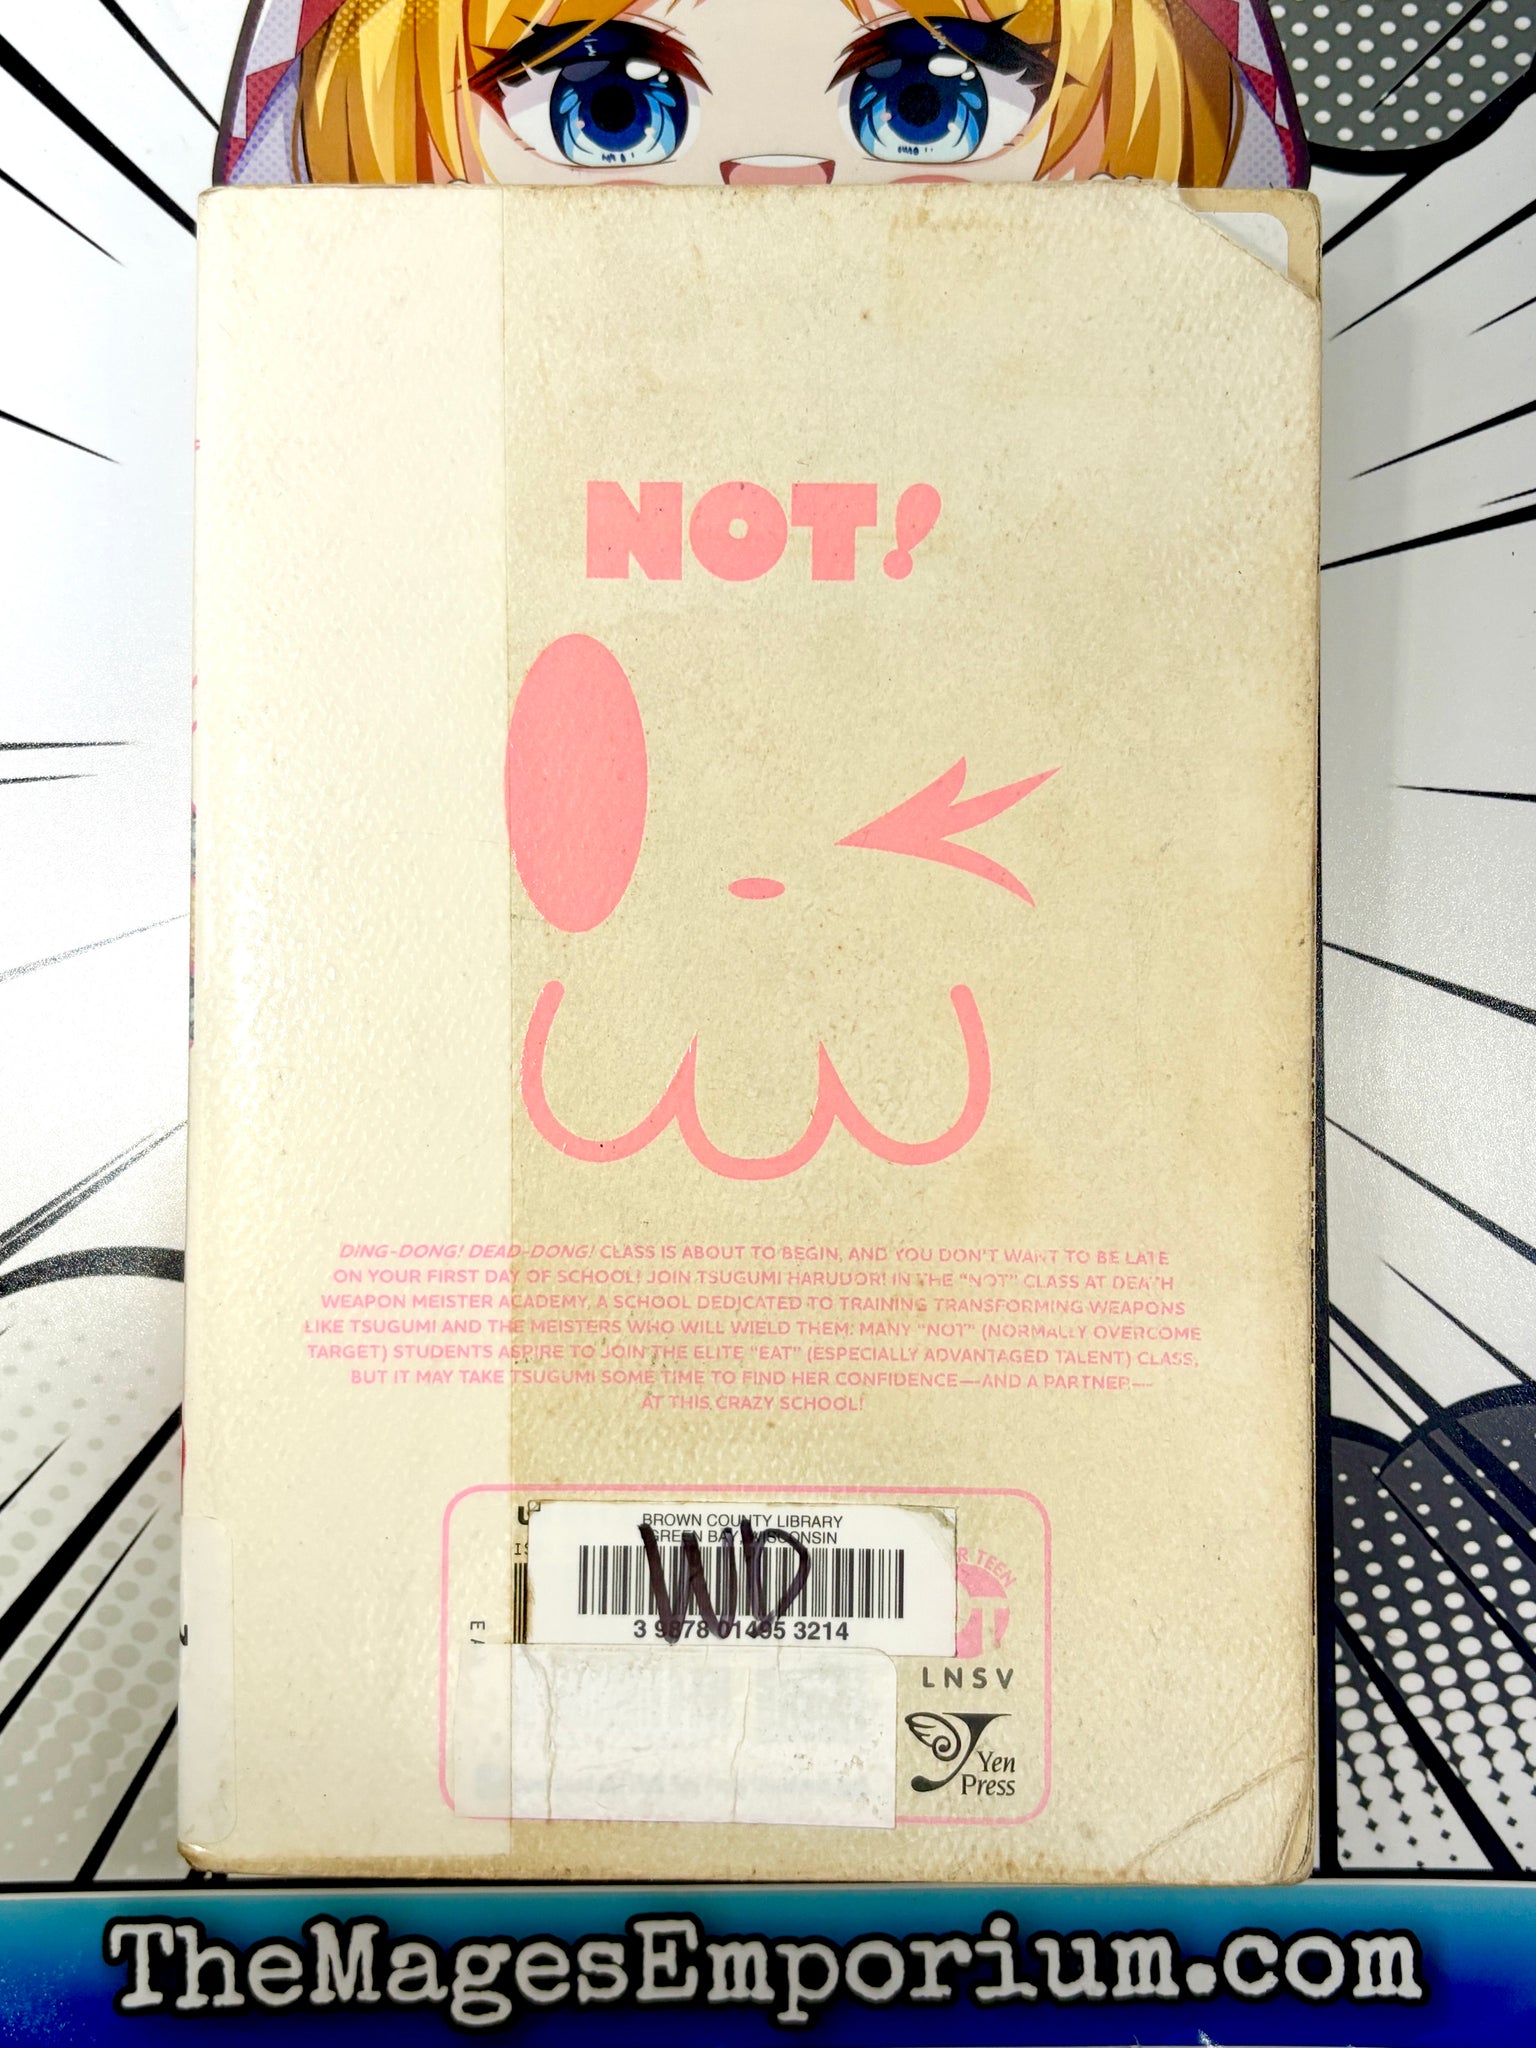 NOT!
DING-DONG! DEAD-DONG! CLASS IS ABOUT TO BEGIN, AND YOU DON'T WANT TO BE LATE
ON YOUR FIRST DAY OF SCHOOL! JOIN TSUGUMI HARUDORI IN THE "NOT" CLASS AT DEATH
WEAPON MEISTER ACADEMY, A SCHOOL DEDICATED TO TRAINING TRANSFORMING WEAPONS
LIKE TSUGUMI AND THE MEISTERS WHO WILL WIELD THEM. MANY "NOT" (NORMALLY OVERCOME
TARGET) STUDENTS ASPIRE TO JOIN THE ELITE "EAT" (ESPECIALLY ADVANTAGED TALENT) CLASS,
BUT IT MAY TAKE TSUGUMI SOME TIME TO FIND HER CONFIDENCE—AND A PARTNER—
AT THIS CRAZY SCHOOL!
BROWN COUNTY LIBRARY
GREEN BAY, WISCONSIN
WD
3 9878 01495 3214
TEEN
LNSV
Yen
Press
TheMagesEmporium.com